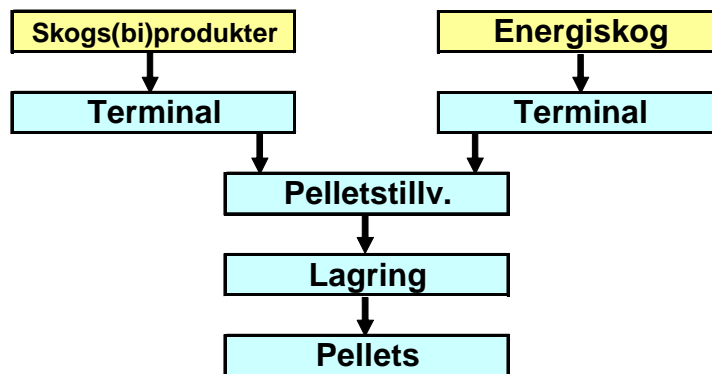 Skogs(bi)produkter
Energiskog
Terminal
Terminal
Pelletstillv.
Lagring
Pellets